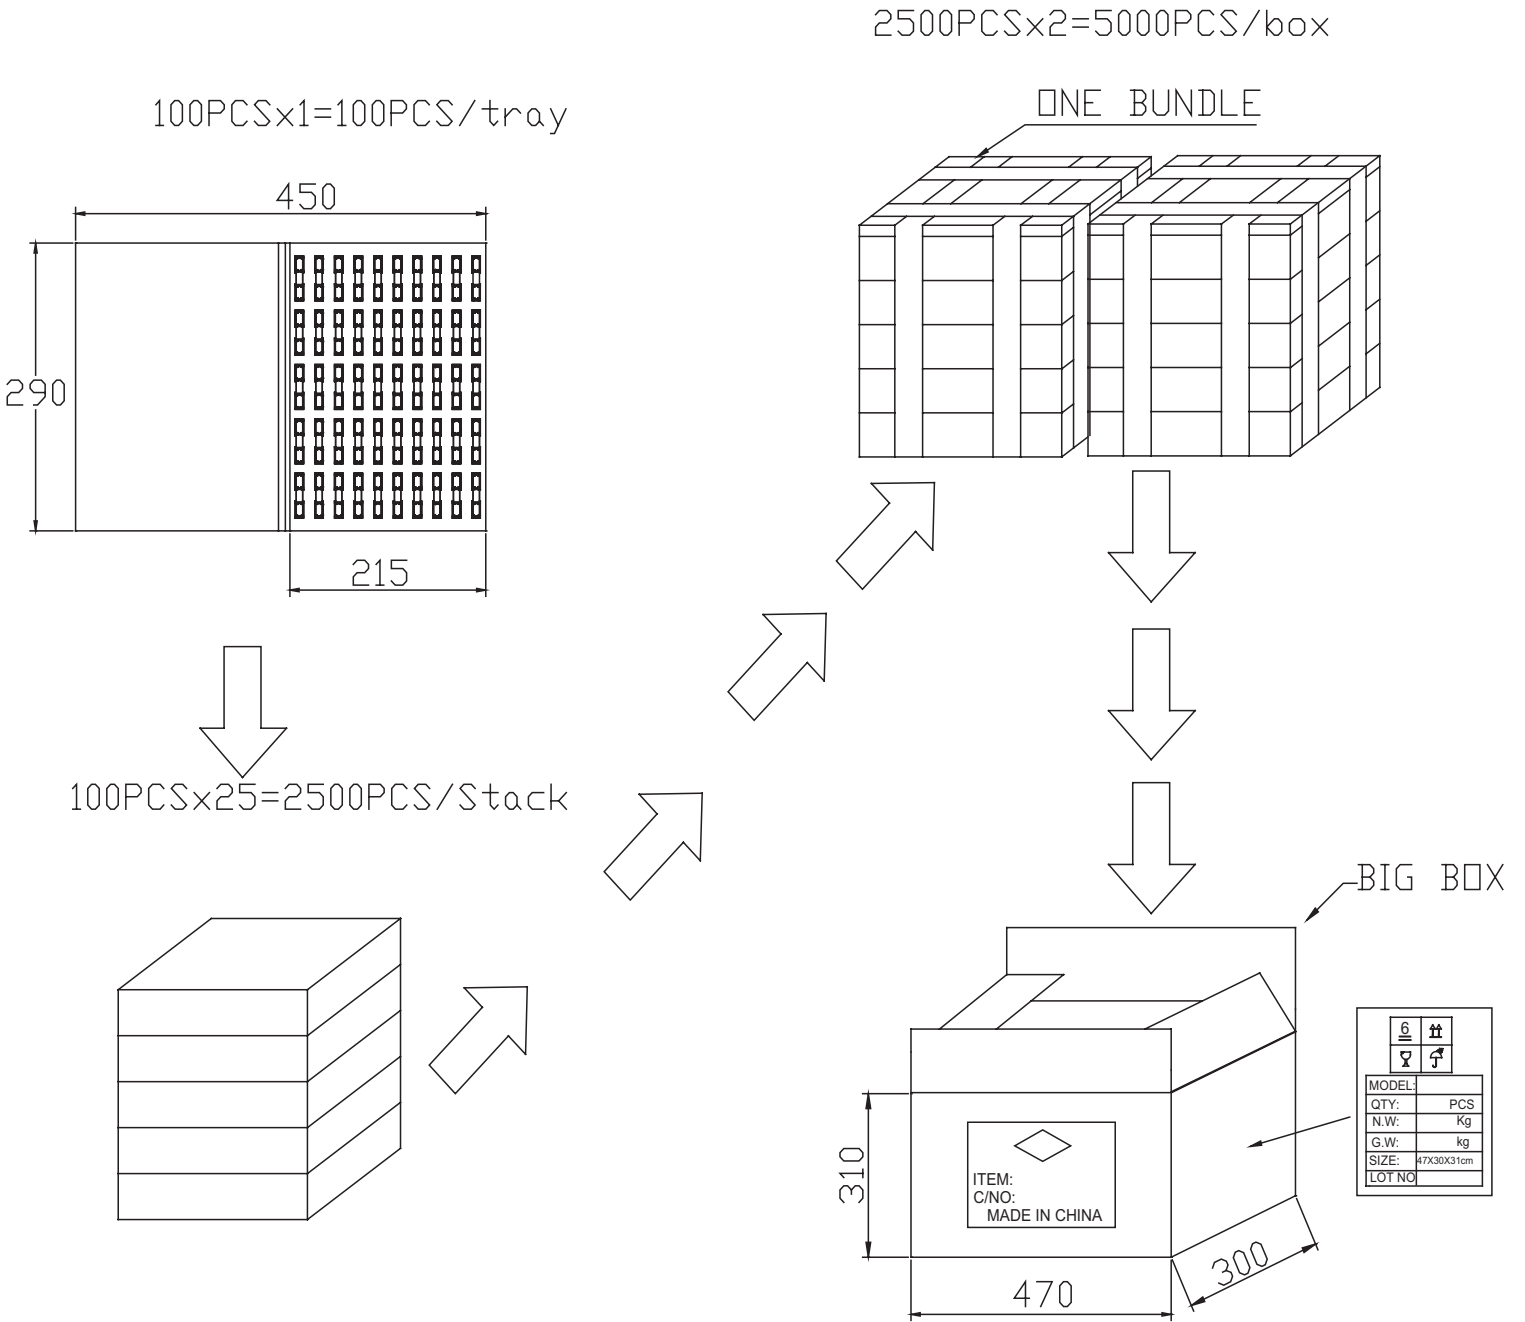 2500PCSx2=5000PCS/box
100PCSx1=100PCS/tray
ONE BUNDLE
450
290
215
100PCSx25=2500PCS/Stack
BIG BOX
6
MODEL:
QTY: PCS
N.W: Kg
G.W: kg
SIZE: 47X30X31cm
LOT NO
310
ITEM:
C/NO:
MADE IN CHINA
300
470